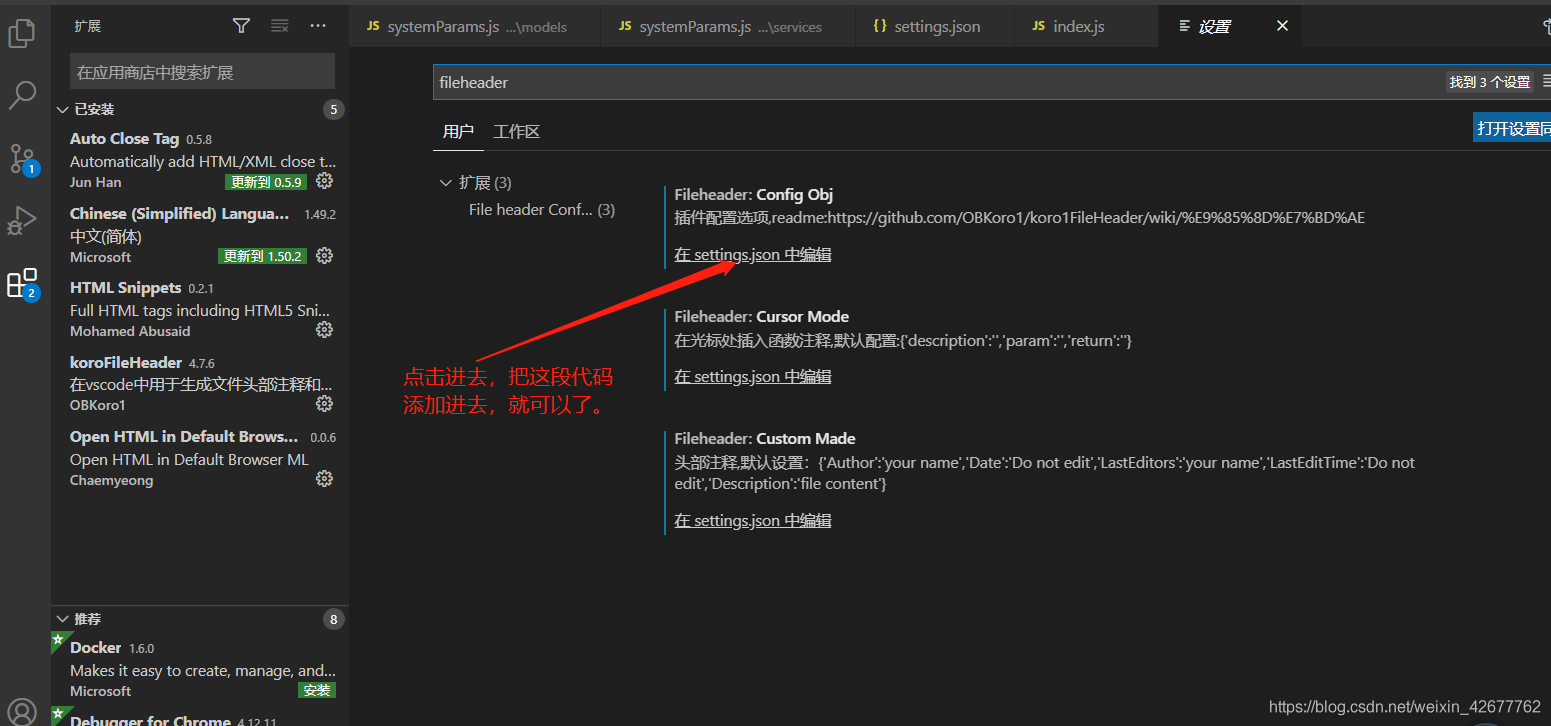 扩展
在应用商店中搜索扩展
已安装 5
Auto Close Tag 0.5.8
Automatically add HTML/XML close t...
Jun Han 更新到 0.5.9
Chinese (Simplified) Langua... 1.49.2
中文(简体)
Microsoft 更新到 1.50.2
HTML Snippets 0.2.1
Full HTML tags including HTML5 Sni...
Mohamed Abusaid
koroFileHeader 4.7.6
在vscode中用于生成文件头部注释和...
OBKoro1
Open HTML in Default Brows... 0.0.6
Open HTML in Default Browser ML
Chaemyeong
推荐 8
Docker 1.6.0
Makes it easy to create, manage, and...
Microsoft 安装
Debugger for Chrome 4.12.11
1
2
JS systemParams.js ...\models
JS systemParams.js ...\services
{} settings.json
JS index.js
设置
fileheader
找到 3 个设置
用户 工作区
打开设置同
扩展 (3)
File header Conf... (3)
Fileheader: Config Obj
插件配置选项,readme:https://github.com/OBKoro1/koro1FileHeader/wiki/%E9%85%8D%E7%BD%AE
在 settings.json 中编辑
Fileheader: Cursor Mode
在光标处插入函数注释,默认配置:{'description':'','param':'','return':''}
在 settings.json 中编辑
点击进去，把这段代码
添加进去，就可以了。
Fileheader: Custom Made
头部注释,默认设置：{'Author':'your name','Date':'Do not edit','LastEditors':'your name','LastEditTime':'Do not
edit','Description':'file content'}
在 settings.json 中编辑
https://blog.csdn.net/weixin_42677762